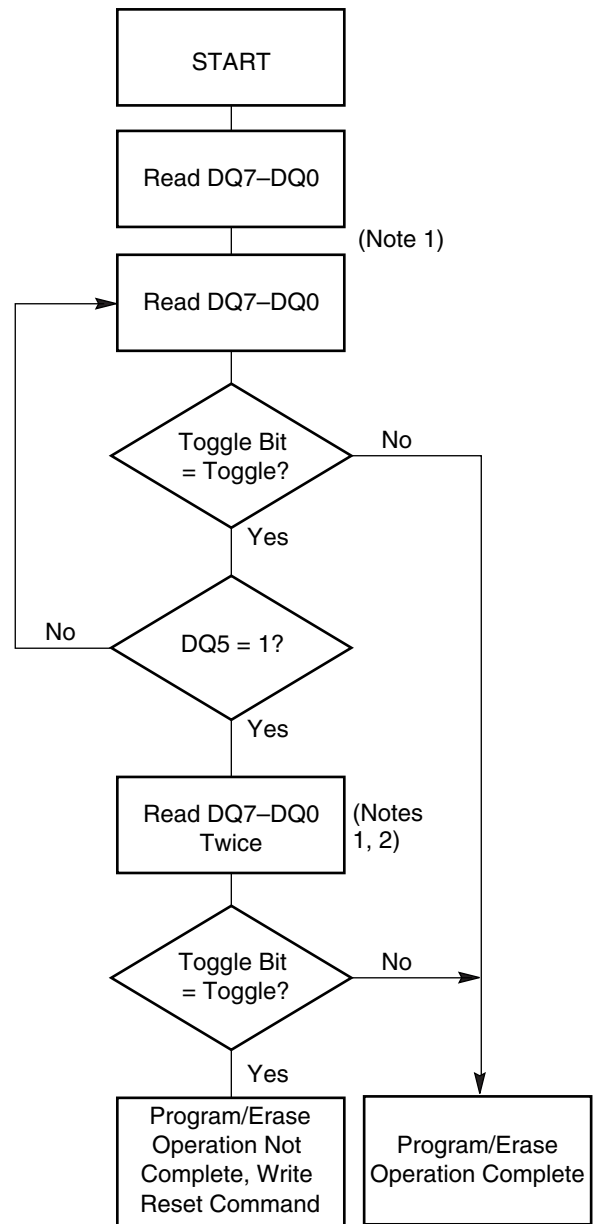 START
Read DQ7–DQ0
(Note 1)
Read DQ7–DQ0
Toggle Bit
= Toggle?
No
Yes
No
DQ5 = 1?
Yes
Read DQ7–DQ0
Twice
(Notes
1, 2)
Toggle Bit
= Toggle?
No
Yes
Program/Erase
Operation Not
Complete, Write
Reset Command
Program/Erase
Operation Complete